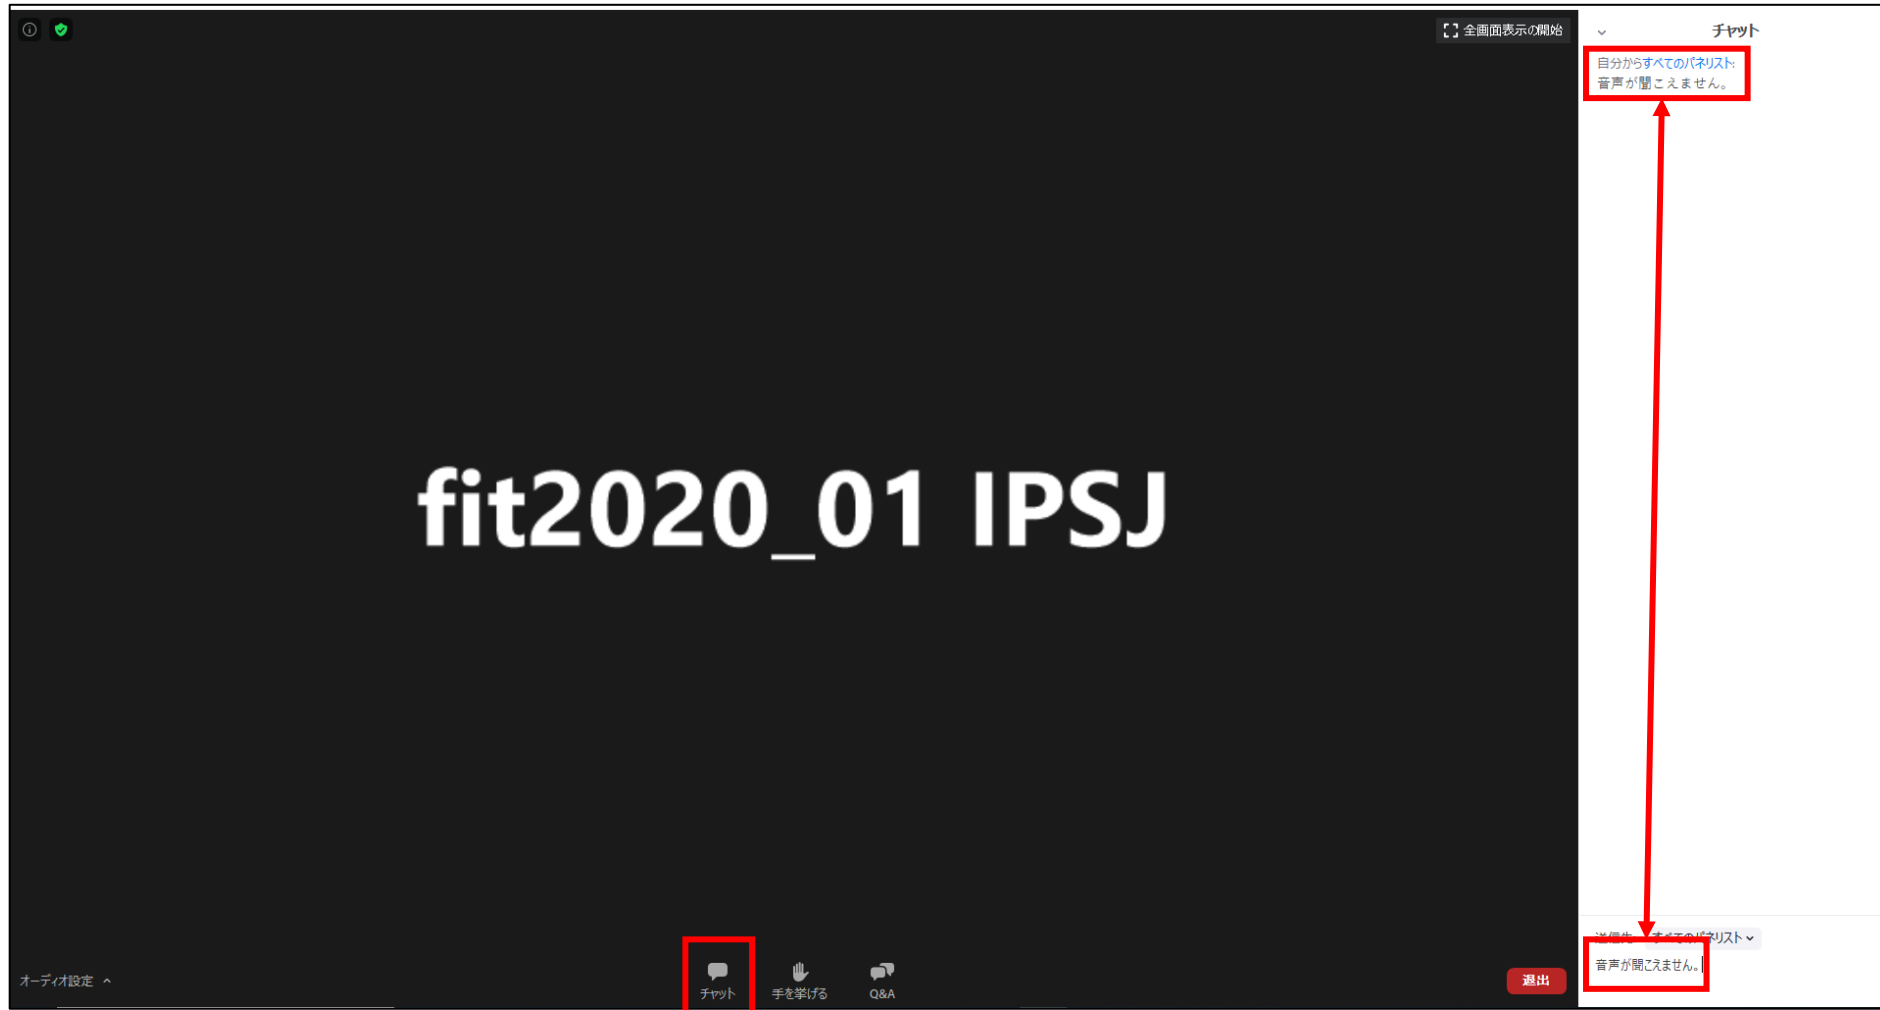 全画面表示の開始
チャット
自分からすべてのパネリスト:
音声が聞こえません。
fit2020_01 IPSJ
送信先: すべてのパネリスト
音声が聞こえません。
オーディオ設定
チャット
手を挙げる
Q&A
退出